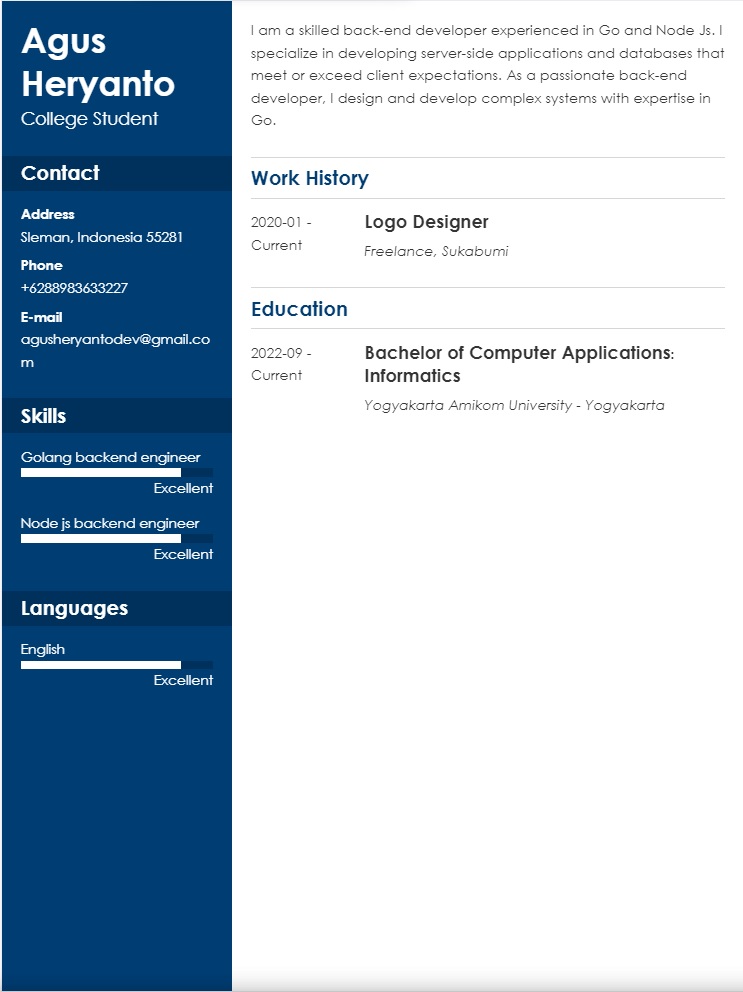 Agus
Heryanto
College Student
Contact
Address
Sleman, Indonesia 55281
Phone
+6288983633227
E-mail
agusheryantodev@gmail.co
m
Skills
Golang backend engineer
Excellent
Node js backend engineer
Excellent
Languages
English
Excellent
I am a skilled back-end developer experienced in Go and Node Js. I
specialize in developing server-side applications and databases that
meet or exceed client expectations. As a passionate back-end
developer, I design and develop complex systems with expertise in
Go.
Work History
2020-01 -
Current
Logo Designer
Freelance, Sukabumi
Education
2022-09 -
Current
Bachelor of Computer Applications:
Informatics
Yogyakarta Amikom University - Yogyakarta